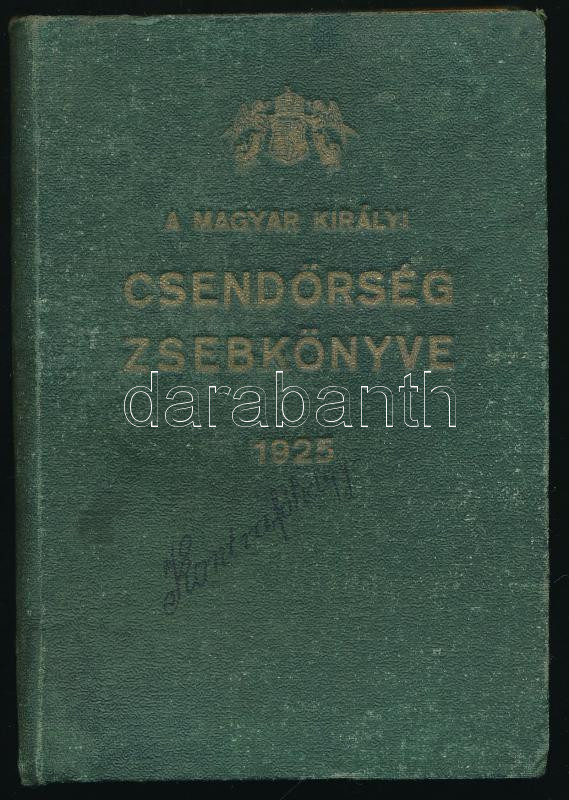 A MAGYAR KIRÁLYI
CSENDŐRSÉG
ZSEBKÖNYVE
darabanth
1925